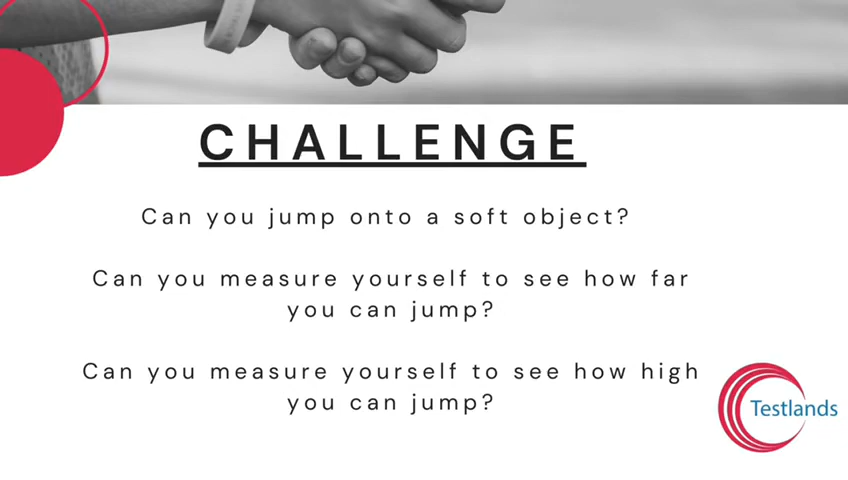 CHALLENGE
Can you jump onto a soft object?
Can you measure yourself to see how far
you can jump?
Can you measure yourself to see how high
you can jump?
Testlands